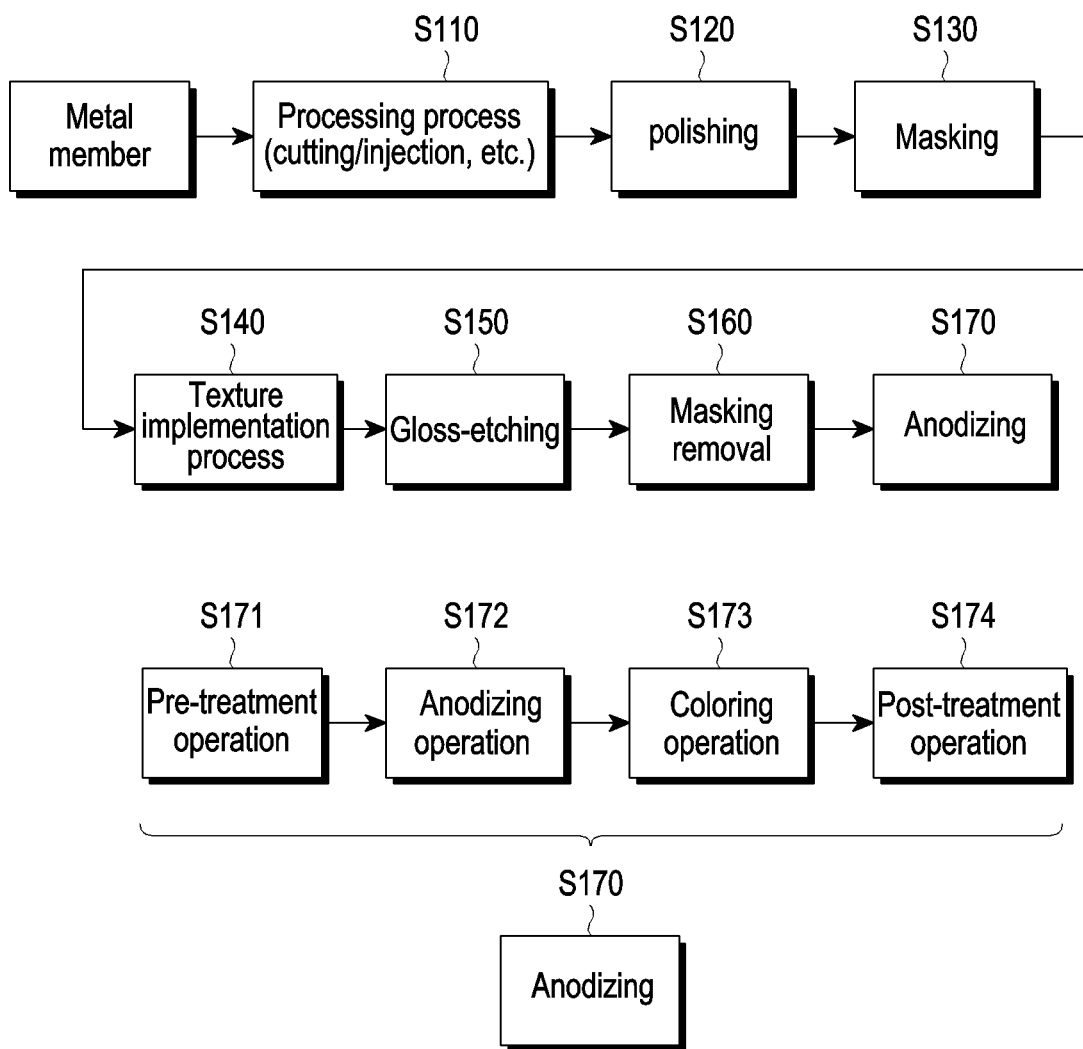 S110
S120
S130
Metal
member
Processing process
(cutting/injection, etc.)
polishing
Masking
S140
S150
S160
S170
Texture
implementation
process
Gloss-etching
Masking
removal
Anodizing
S171
S172
S173
S174
Pre-treatment
operation
Anodizing
operation
Coloring
operation
Post-treatment
operation
S170
Anodizing